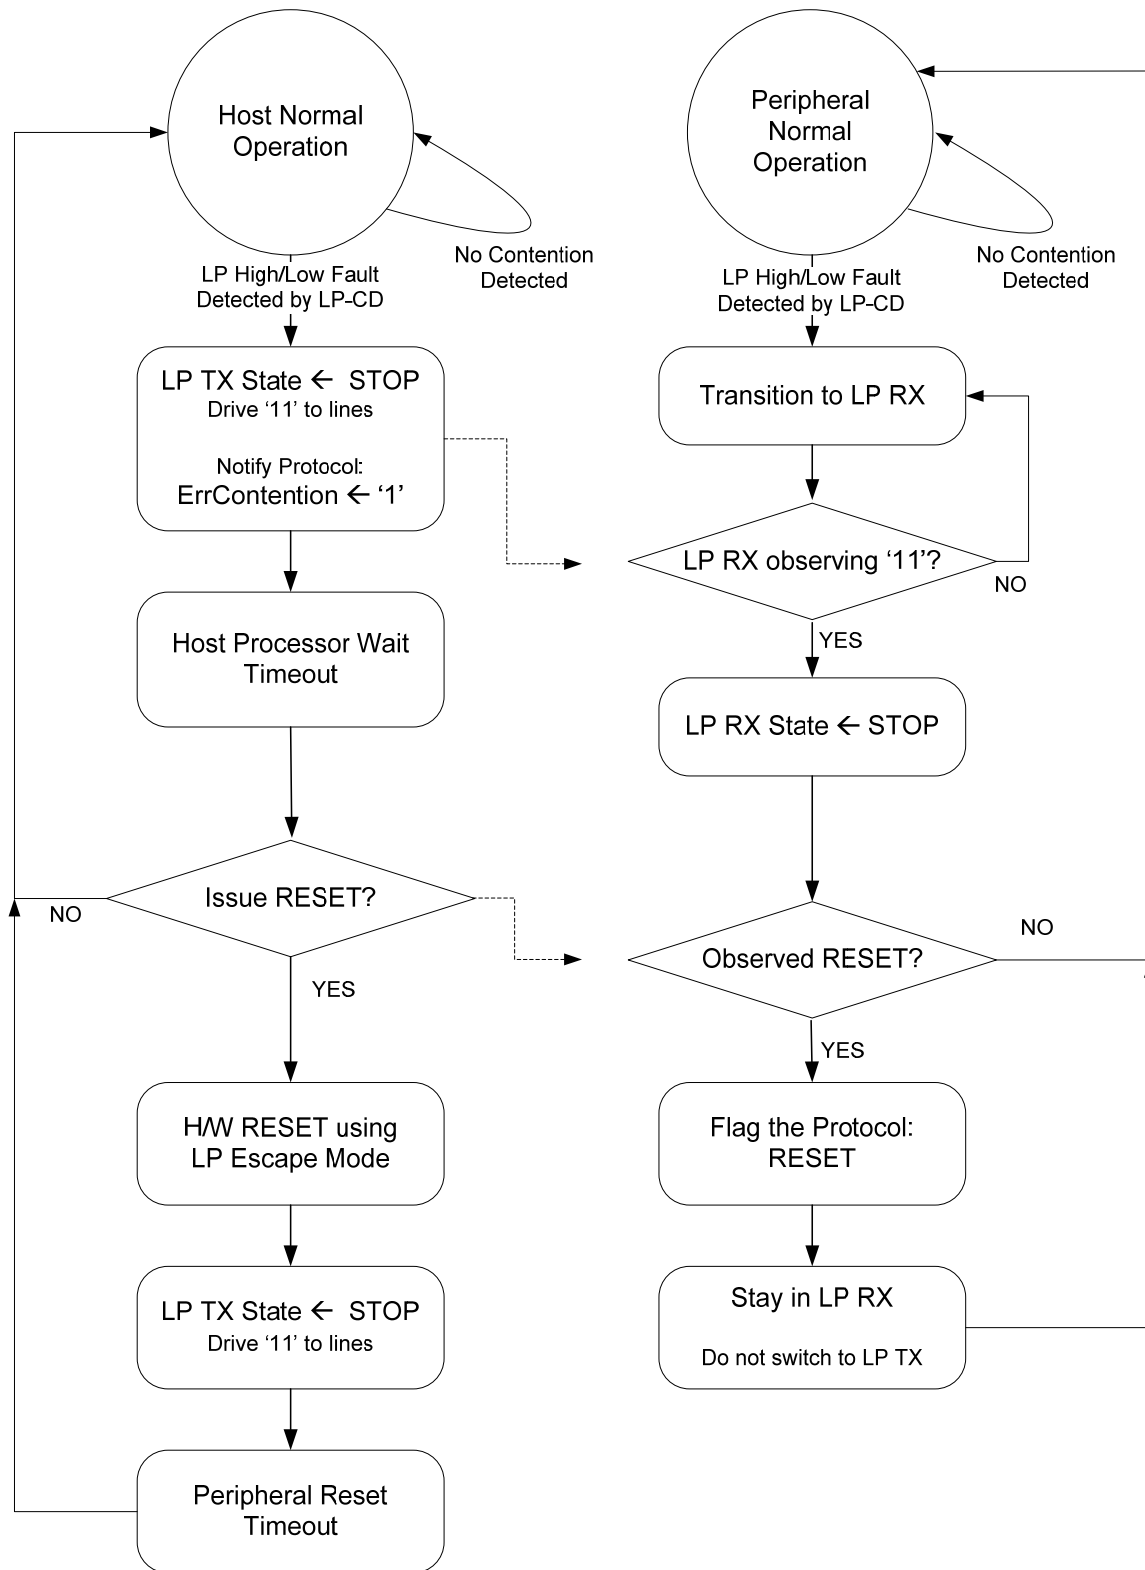 Host Normal
Operation
No Contention
Detected
LP High/Low Fault
Detected by LP-CD
LP TX State ← STOP
Drive ‘11’ to lines
Notify Protocol:
ErrContention ← ‘1’
Host Processor Wait
Timeout
Issue RESET?
NO
YES
H/W RESET using
LP Escape Mode
LP TX State ← STOP
Drive ‘11’ to lines
Peripheral Reset
Timeout
Peripheral
Normal
Operation
No Contention
Detected
LP High/Low Fault
Detected by LP-CD
Transition to LP RX
LP RX observing ‘11’?
NO
YES
LP RX State ← STOP
Observed RESET?
NO
YES
Flag the Protocol:
RESET
Stay in LP RX
Do not switch to LP TX